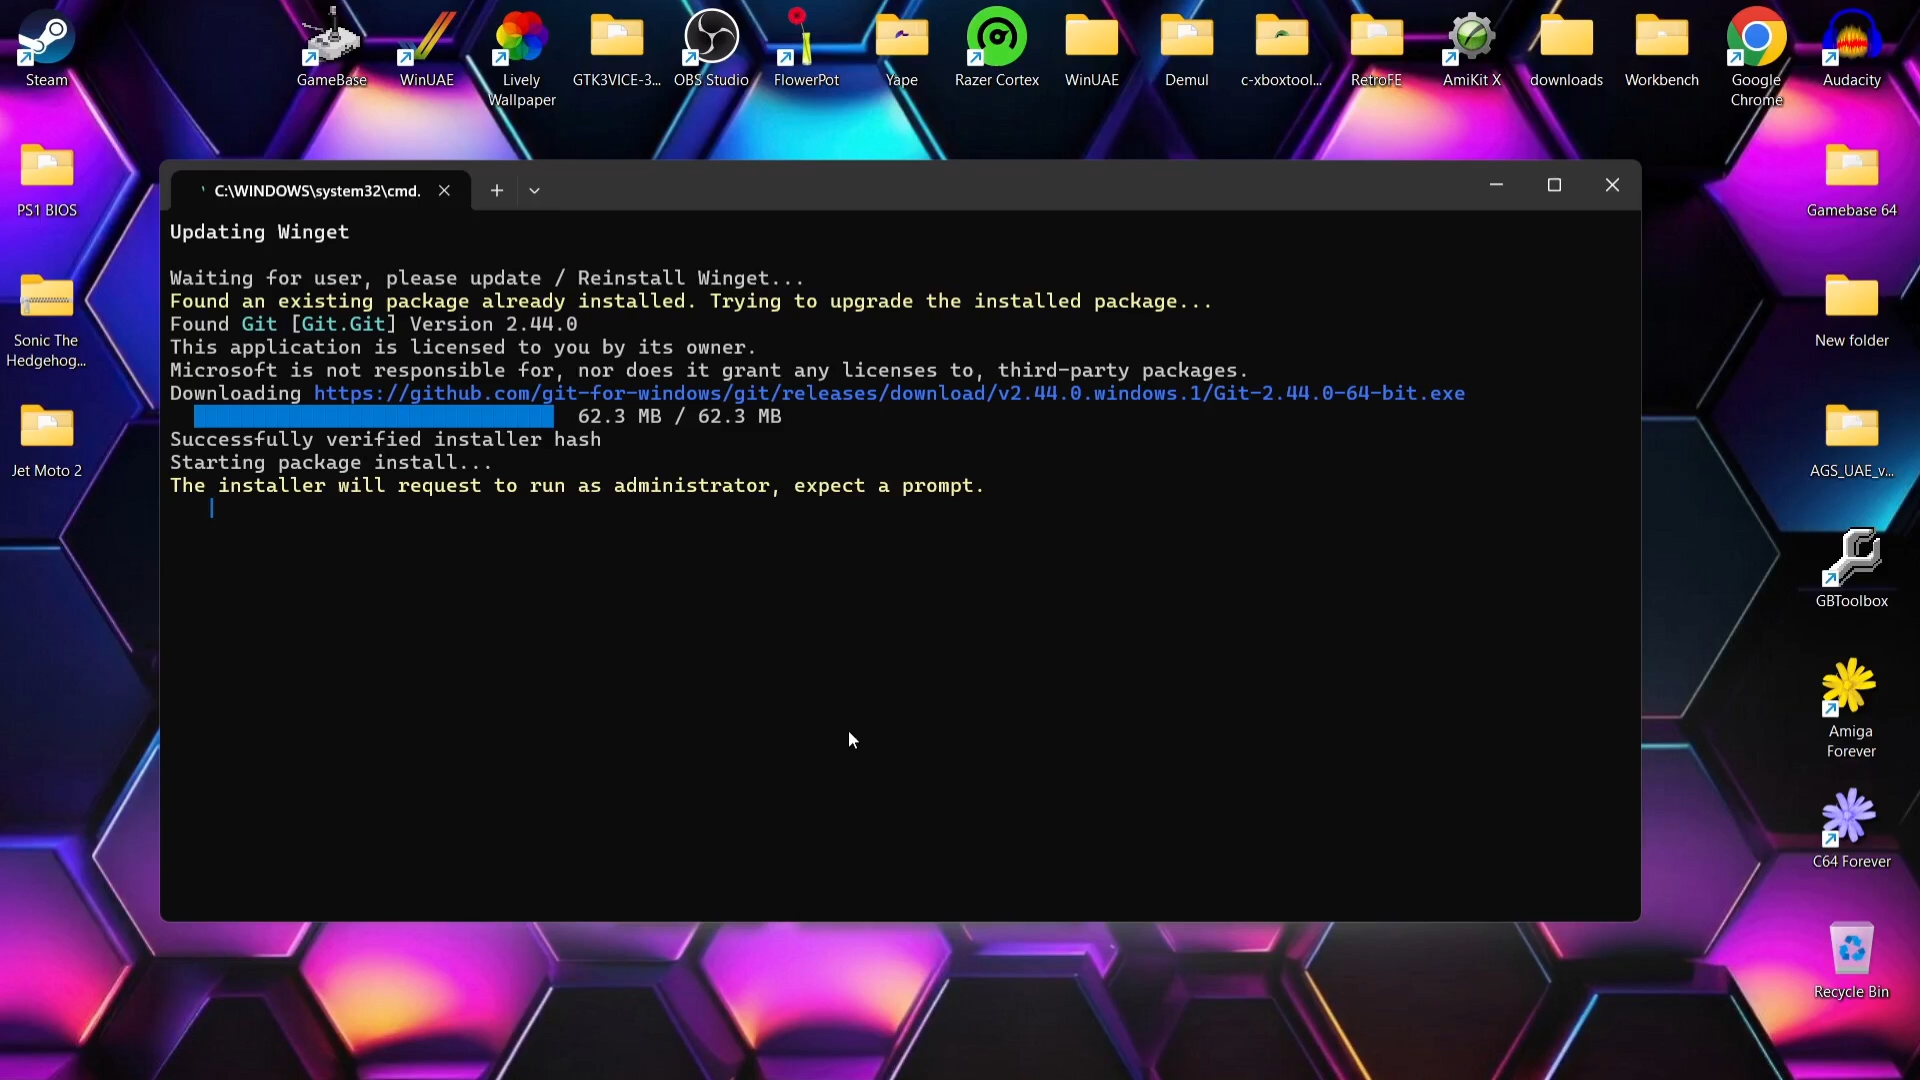 Steam
GameBase
WinUAE
Lively
Wallpaper
GTK3VICE-3...
OBS Studio
FlowerPot
Yape
Razer Cortex
WinUAE
Demul
c-xboxtool...
RetroFE
AmiKit X
downloads
Workbench
Google
Chrome
Audacity
PS1 BIOS
Sonic The
Hedgehog...
Jet Moto 2
C:\WINDOWS\system32\cmd.
Updating Winget
Waiting for user, please update / Reinstall Winget...
Found an existing package already installed. Trying to upgrade the installed package...
Found Git [Git.Git] Version 2.44.0
This application is licensed to you by its owner.
Microsoft is not responsible for, nor does it grant any licenses to, third-party packages.
Downloading https://github.com/git-for-windows/git/releases/download/v2.44.0.windows.1/Git-2.44.0-64-bit.exe
62.3 MB / 62.3 MB
Successfully verified installer hash
Starting package install...
The installer will request to run as administrator, expect a prompt.
Gamebase 64
New folder
AGS_UAE_v...
GBToolbox
Amiga
Forever
C64 Forever
Recycle Bin